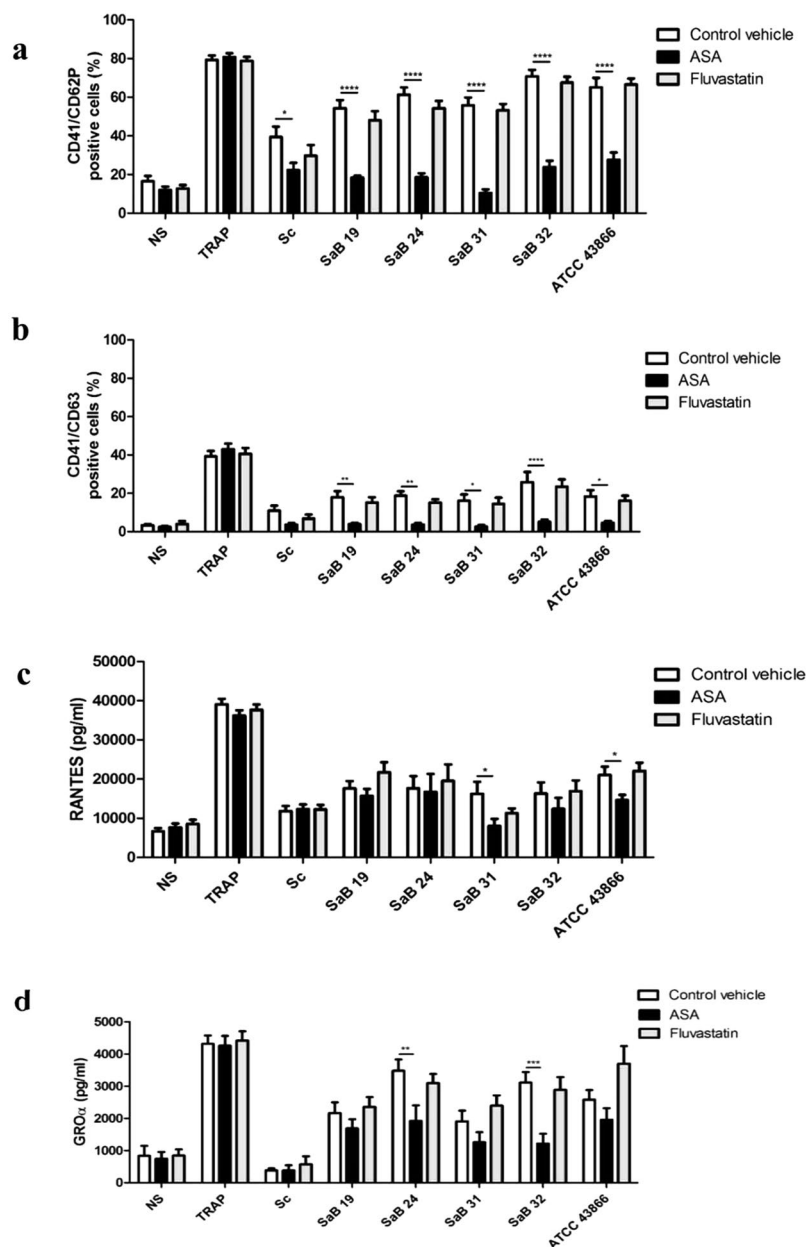 a
CD41/CD62P
positive cells (%)
100
80
60
40
20
0
*
****
****
****
****
****
NS
TRAP
Sc
SaB 19
SaB 24
SaB 31
SaB 32
ATCC 43866
Control vehicle
ASA
Fluvastatin
b
CD41/CD63
positive cells (%)
100
80
60
40
20
0
**
**
*
****
*
NS
TRAP
Sc
SaB 19
SaB 24
SaB 31
SaB 32
ATCC 43866
Control vehicle
ASA
Fluvastatin
c
RANTES (pg/ml)
50000
40000
30000
20000
10000
0
*
*
NS
TRAP
Sc
SaB 19
SaB 24
SaB 31
SaB 32
ATCC 43866
Control vehicle
ASA
Fluvastatin
d
GROα (pg/ml)
5000
4000
3000
2000
1000
0
**
***
NS
TRAP
Sc
SaB 19
SaB 24
SaB 31
SaB 32
ATCC 43866
Control vehicle
ASA
Fluvastatin